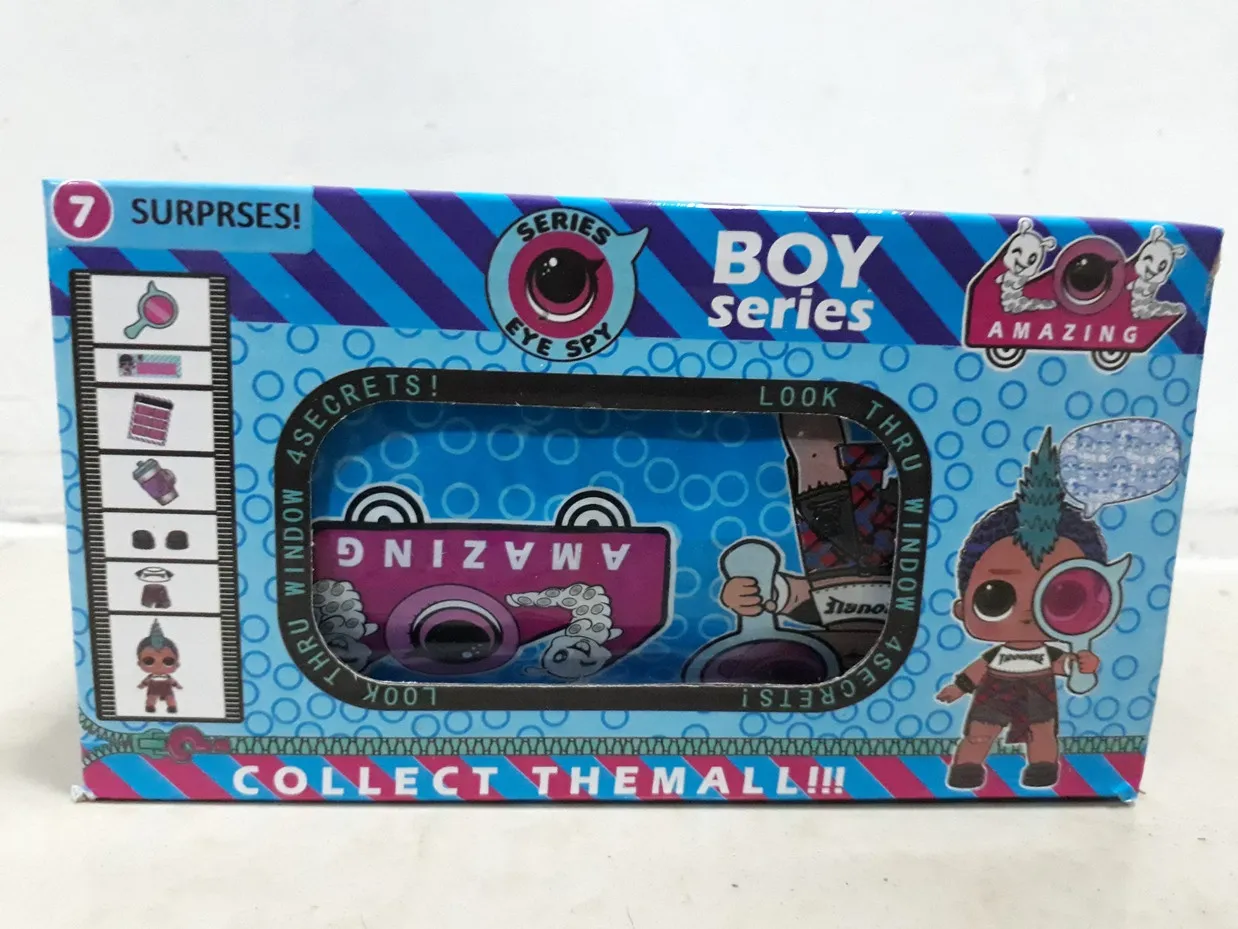 7 SURPRSES!
SERIES
EYE SPY
BOY
series
AMAZING
4SECRETS!
LOOK THRU WINDOW 4SECRETS!
LOOK THRU WINDOW
AMAZING
COLLECT THEMALL!!!